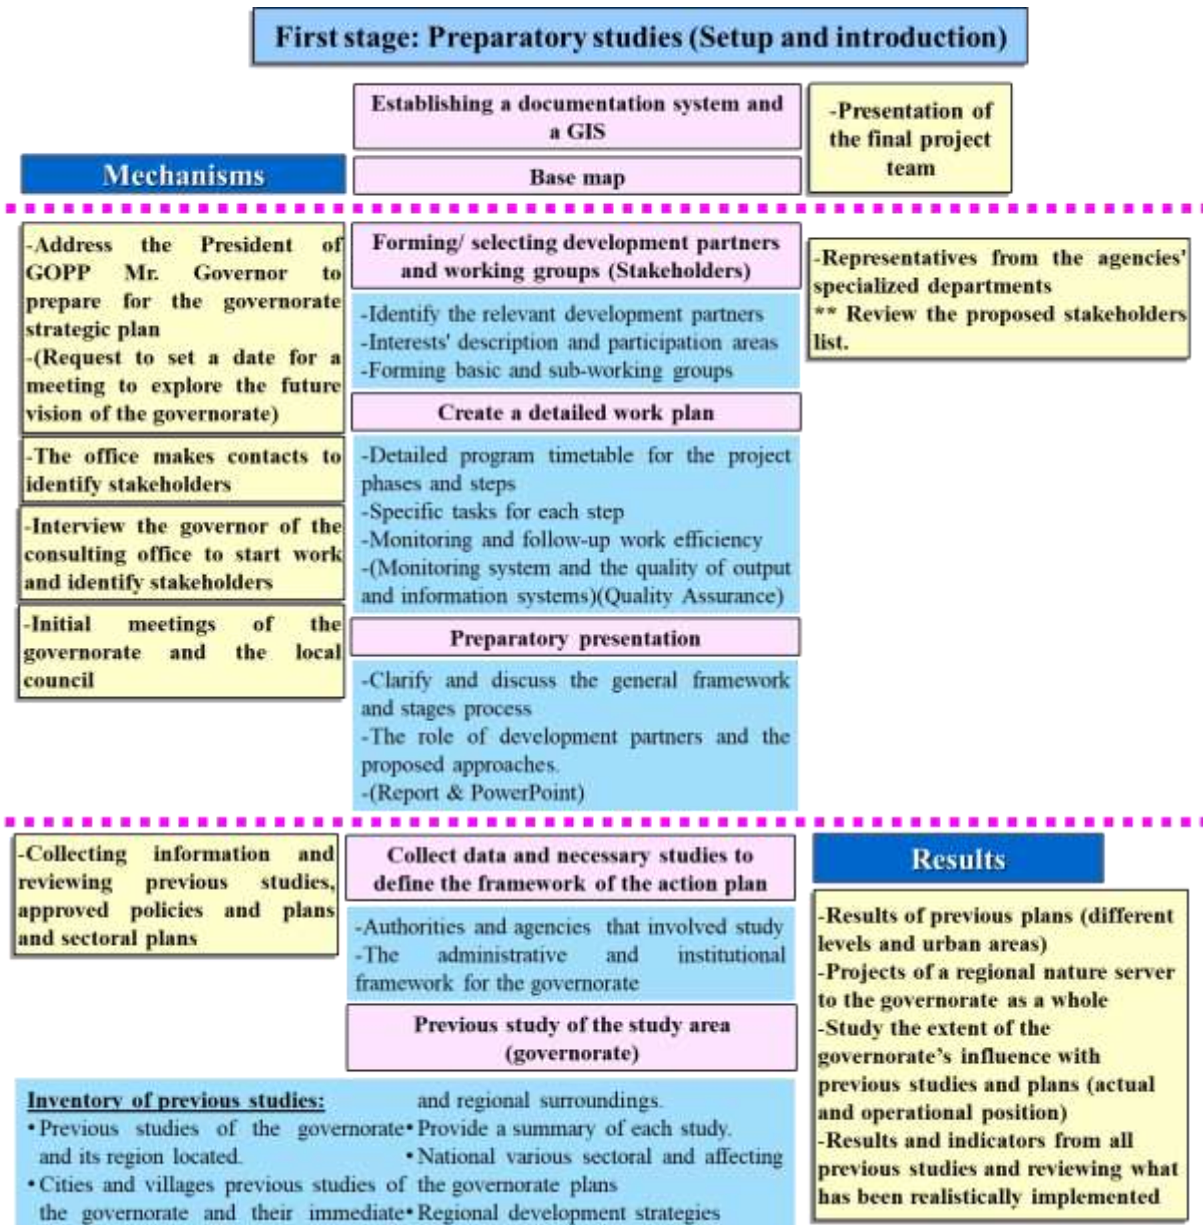 First stage: Preparatory studies (Setup and introduction)
Establishing a documentation system and
a GIS
Base map
-Presentation of
the final project
team
Mechanisms
-Address the President of
GOPP Mr. Governor to
prepare for the governorate
strategic plan
-(Request to set a date for a
meeting to explore the future
vision of the governorate)
-The office makes contacts to
identify stakeholders
-Interview the governor of the
consulting office to start work
and identify stakeholders
-Initial meetings of the
governorate and the local
council
Forming/ selecting development partners
and working groups (Stakeholders)
-Identify the relevant development partners
-Interests' description and participation areas
-Forming basic and sub-working groups
Create a detailed work plan
-Detailed program timetable for the project
phases and steps
-Specific tasks for each step
-Monitoring and follow-up work efficiency
-(Monitoring system and the quality of output
and information systems)(Quality Assurance)
Preparatory presentation
-Clarify and discuss the general framework
and stages process
-The role of development partners and the
proposed approaches.
-(Report & PowerPoint)
-Representatives from the agencies'
specialized departments
** Review the proposed stakeholders
list.
-Collecting information and
reviewing previous studies,
approved policies and plans
and sectoral plans
Collect data and necessary studies to
define the framework of the action plan
-Authorities and agencies that involved study
-The administrative and institutional
framework for the governorate
Previous study of the study area
(governorate)
Inventory of previous studies:
• Previous studies of the governorate
and its region located.
• Cities and villages previous studies of
the governorate and their immediate
and regional surroundings.
• Provide a summary of each study.
• National various sectoral and affecting
the governorate plans
• Regional development strategies
Results
-Results of previous plans (different
levels and urban areas)
-Projects of a regional nature server
to the governorate as a whole
-Study the extent of the
governorate's influence with
previous studies and plans (actual
and operational position)
-Results and indicators from all
previous studies and reviewing what
has been realistically implemented